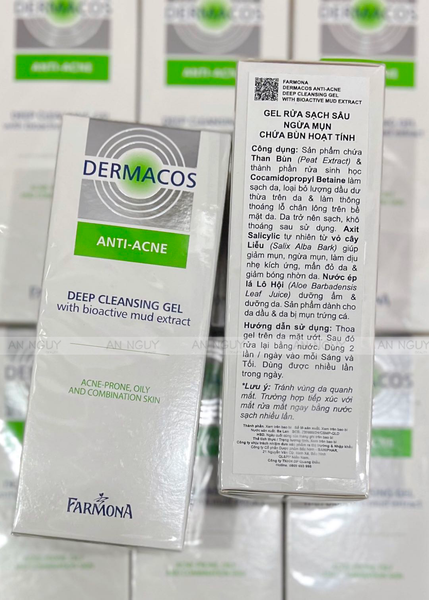 DERMACOS
ANTI-ACNE
DEEP CLEANSING GEL
with bioactive mud extract
ACNE-PRONE, OILY
AND COMBINATION SKIN
FARMONA
FARMONA
DERMACOS ANTI-ACNE
DEEP CLEANSING GEL
WITH BIOACTIVE MUD EXTRACT
GEL RỬA SẠCH SÂU
NGỪA MỤN
CHỨA BÙN HOẠT TÍNH
Công dụng: Sản phẩm chứa
Than Bùn (Peat Extract) &
thành phần rửa sinh học
Cocamidopropyl Betaine làm
sạch da, loại bỏ lượng dầu dư
thừa trên da & làm thông
thoáng lỗ chân lông trên bề
mặt da. Da trở nên sạch, khô
thoáng sau sử dụng. Axit
Salicylic tự nhiên từ vỏ cây
Liễu (Salix Alba Bark) giúp
giảm mụn, ngừa mụn, làm dịu
nhẹ kích ứng, mẩn đỏ da &
giảm bóng nhờn da. Nước ép
lá Lô Hội (Aloe Barbadensis
Leaf Juice) dưỡng ẩm &
dưỡng da. Sản phẩm dành cho
da dầu & da bị mụn trứng cá.
Hướng dẫn sử dụng: Thoa
gel trên da mặt ướt. Sau đó
rửa lại bằng nước. Dùng 2
lần / ngày vào mỗi Sáng và
Tối. Dùng được nhiều lần
trong ngày.
*Lưu ý: Tránh vùng da quanh
mắt. Trường hợp tiếp xúc với
mắt rửa mắt ngay bằng nước
sạch nhiều lần.
AN NGUY
ANTI-ACNE
ANTI-ACNE